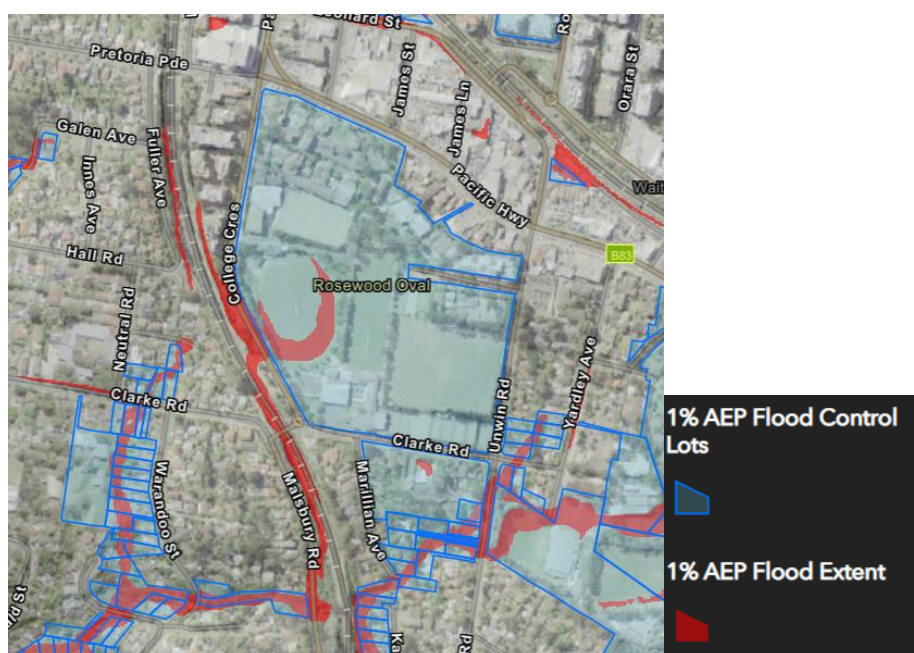 Leonard St
Pretoria Pde
James St
Orara St
Galen Ave
James Ln
Fuller Ave
Innes Ave
Pacific Hwy
Wait
B83
Hall Rd
College Cres
Rosewood Oval
Neutral Rd
Clarke Rd
Yardley Ave
Unwin Rd
Clarke Rd
Warandoo St
Malsbury Rd
Marillian Ave
Ka
Rd
1% AEP Flood Control
Lots
1% AEP Flood Extent